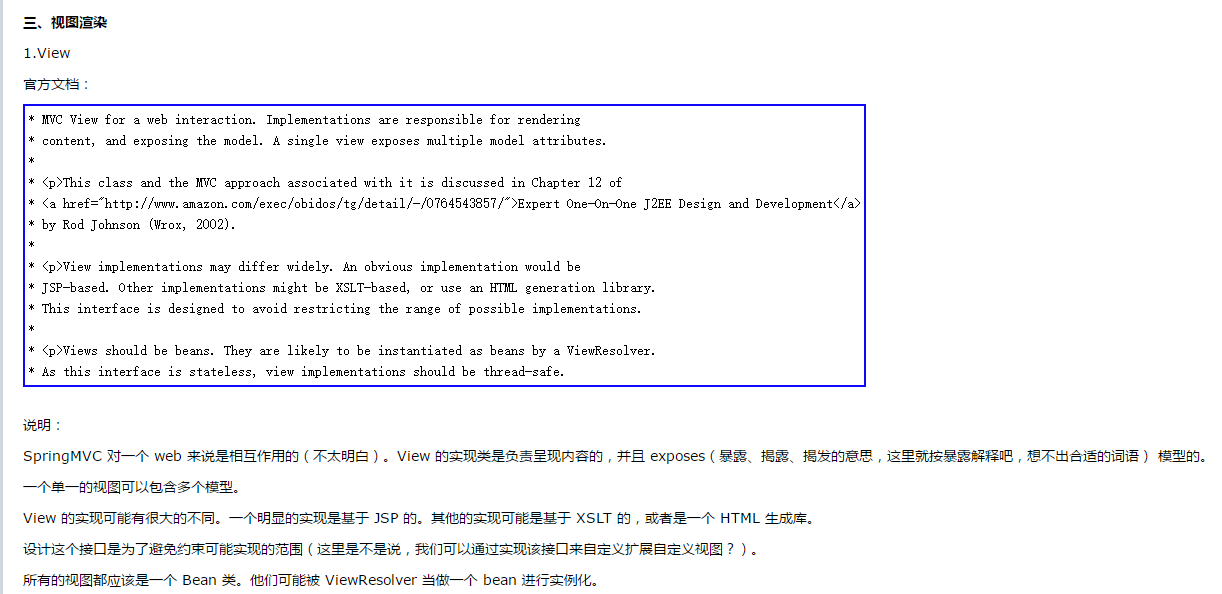 三、视图渲染
1.View
官方文档：
* MVC View for a web interaction. Implementations are responsible for rendering
* content, and exposing the model. A single view exposes multiple model attributes.
*
* <p>This class and the MVC approach associated with it is discussed in Chapter 12 of
* <a href="http://www.amazon.com/exec/obidos/tg/detail/-/0764543857/">Expert One-On-One J2EE Design and Development</a>
* by Rod Johnson (Wrox, 2002).
*
* <p>View implementations may differ widely. An obvious implementation would be
* JSP-based. Other implementations might be XSLT-based, or use an HTML generation library.
* This interface is designed to avoid restricting the range of possible implementations.
*
* <p>Views should be beans. They are likely to be instantiated as beans by a ViewResolver.
* As this interface is stateless, view implementations should be thread-safe.
说明：
SpringMVC 对一个 web 来说是相互作用的（不太明白）。View 的实现类是负责呈现内容的，并且 exposes（暴露、揭露、揭发的意思，这里就按暴露解释吧，想不出合适的词语） 模型的。
一个单一的视图可以包含多个模型。
View 的实现可能有很大的不同。一个明显的实现是基于 JSP 的。其他的实现可能是基于 XSLT 的，或者是一个 HTML 生成库。
设计这个接口是为了避免约束可能实现的范围（这里是不是说，我们可以通过实现该接口来自定义扩展自定义视图？）。
所有的视图都应该是一个 Bean 类。他们可能被 ViewResolver 当做一个 bean 进行实例化。